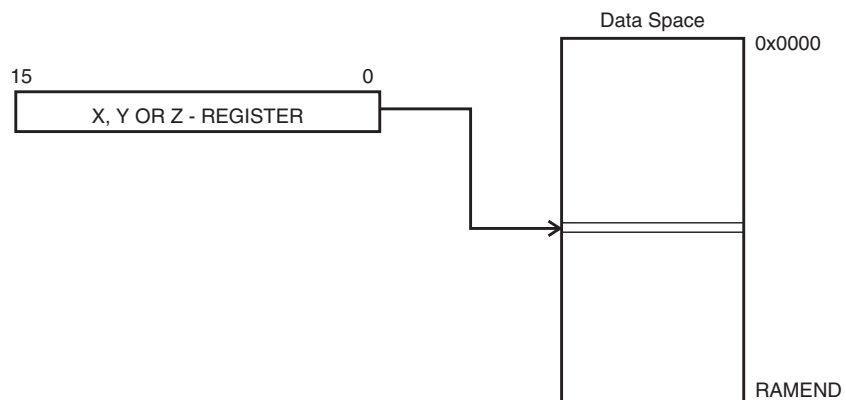 Data Space
0x0000
15 0
X, Y OR Z - REGISTER
RAMEND